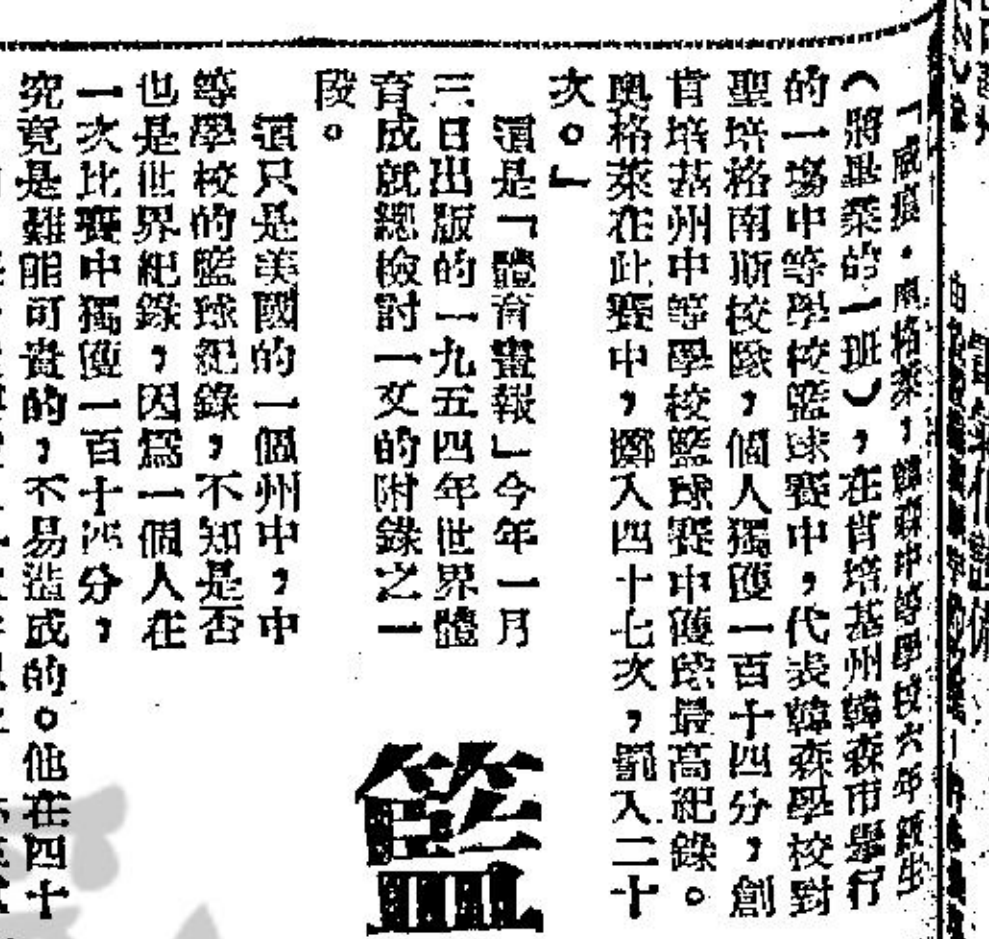 「威廉·奧格萊，韓森中等學校六年級生
（將畢業的一班），在肯培基州韓森市舉行
的一場中等學校籃球賽中，代表韓森學校對
聖培格南斯校隊，個人獨獲一百十四分，創
肯培基州中等學校籃球賽中獲球最高紀錄。
奧格萊在此賽中，擲入四十七次，罰入二十
次。」
這是「體育畫報」今年一月
三日出版的一九五四年世界體
育成就總檢討一文的附錄之一
段。
這只是美國的一個州中，中
等學校的籃球紀錄，不知是否
也是世界紀錄，因爲一個人在
一次比賽中獨獲一百十四分，
究竟是難能可貴的，不易造成的。他在四十
籃